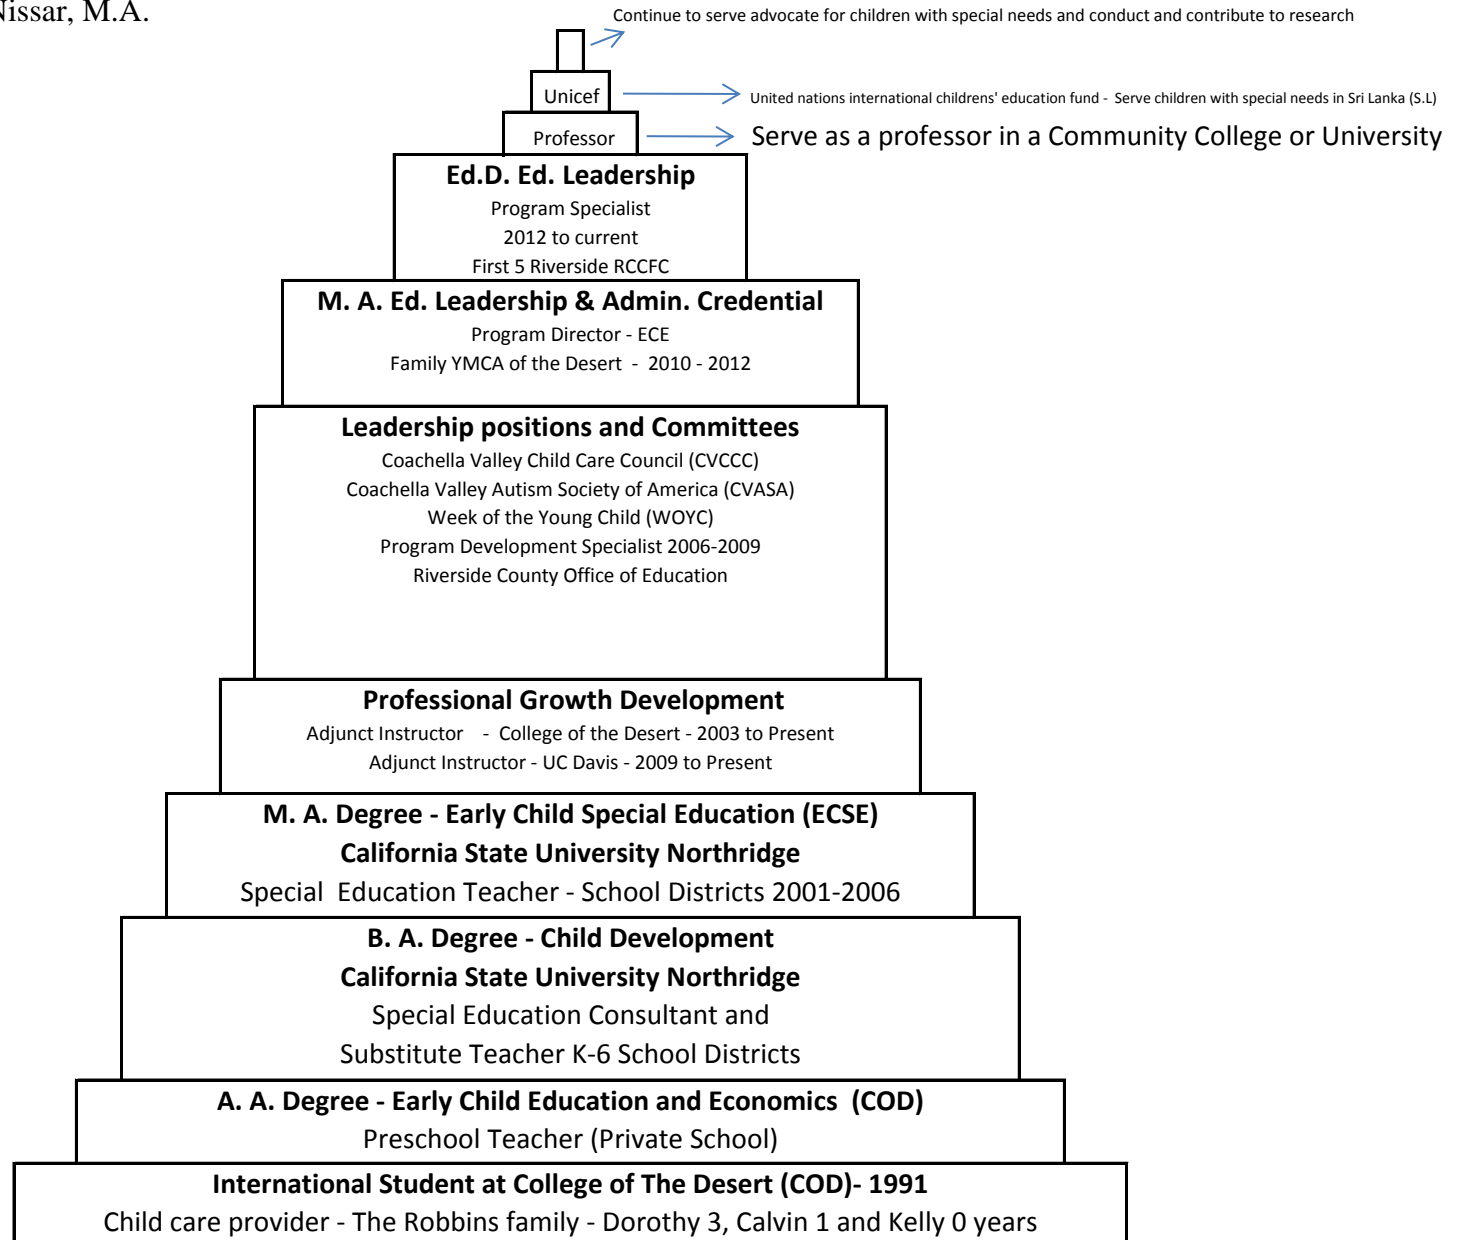 Nissar, M.A.
Continue to serve advocate for children with special needs and conduct and contribute to research
Unicef
United nations international childrens' education fund - Serve children with special needs in Sri Lanka (S.L)
Professor
Serve as a professor in a Community College or University
Ed.D. Ed. Leadership
Program Specialist
2012 to current
First 5 Riverside RCCFC
M. A. Ed. Leadership & Admin. Credential
Program Director - ECE
Family YMCA of the Desert - 2010 - 2012
Leadership positions and Committees
Coachella Valley Child Care Council (CVCCC)
Coachella Valley Autism Society of America (CVASA)
Week of the Young Child (WOYC)
Program Development Specialist 2006-2009
Riverside County Office of Education
Professional Growth Development
Adjunct Instructor - College of the Desert - 2003 to Present
Adjunct Instructor - UC Davis - 2009 to Present
M. A. Degree - Early Child Special Education (ECSE)
California State University Northridge
Special Education Teacher - School Districts 2001-2006
B. A. Degree - Child Development
California State University Northridge
Special Education Consultant and
Substitute Teacher K-6 School Districts
A. A. Degree - Early Child Education and Economics (COD)
Preschool Teacher (Private School)
International Student at College of The Desert (COD)- 1991
Child care provider - The Robbins family - Dorothy 3, Calvin 1 and Kelly 0 years